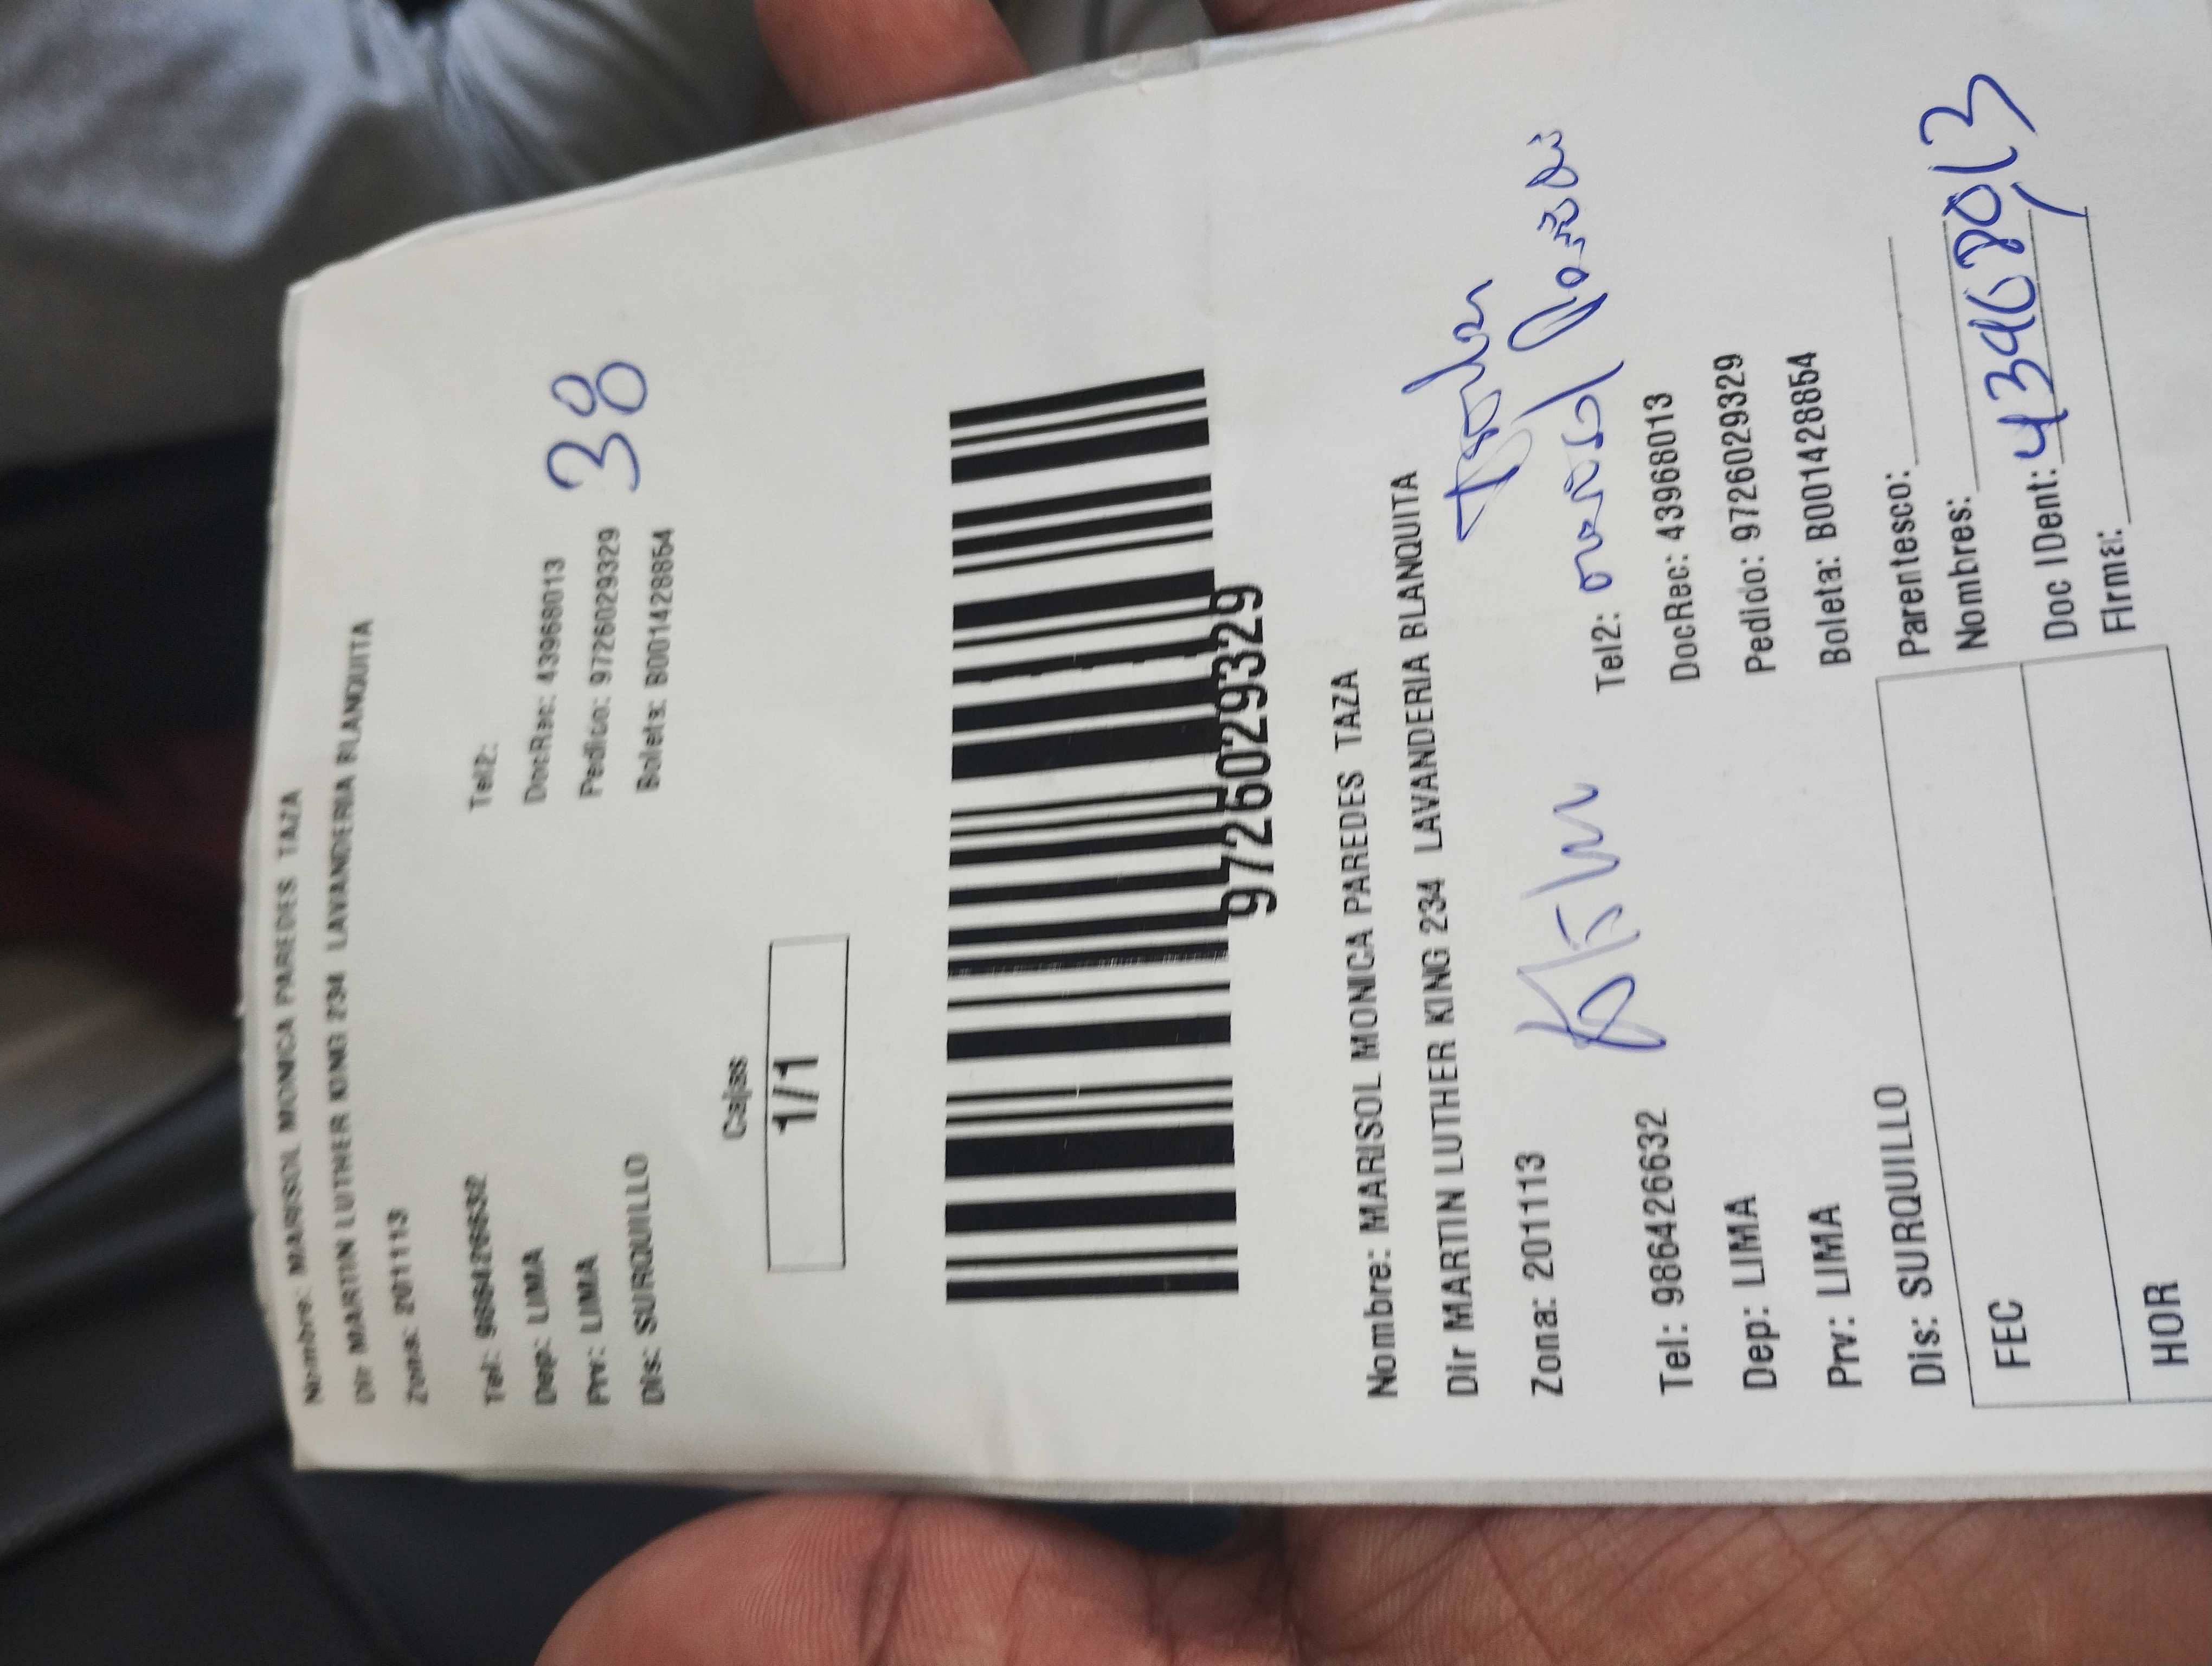 Nombre: MARISOL MONICA PAREDES TAZA
Dir MARTIN LUTHER KING 234 LAVANDERIA BLANQUITA
Zona: 201113
Tel: 986426632 Tel2:
Dep: LIMA DocRec: 43968013
Prv: LIMA Pedido: 9726029329
Dis: SURQUILLO Boleta: B001428854
38
Cajas
1/1
9726029329
Nombre: MARISOL MONICA PAREDES TAZA
Dir MARTIN LUTHER KING 234 LAVANDERIA BLANQUITA
Zona: 201113
Tel: 986426632 Tel2:
Dep: LIMA DocRec: 43968013
Prv: LIMA Pedido: 9726029329
Dis: SURQUILLO Boleta: B001428854
FEC Parentesco:
Nombres:
HOR Doc IDent: 43968013
Firma: